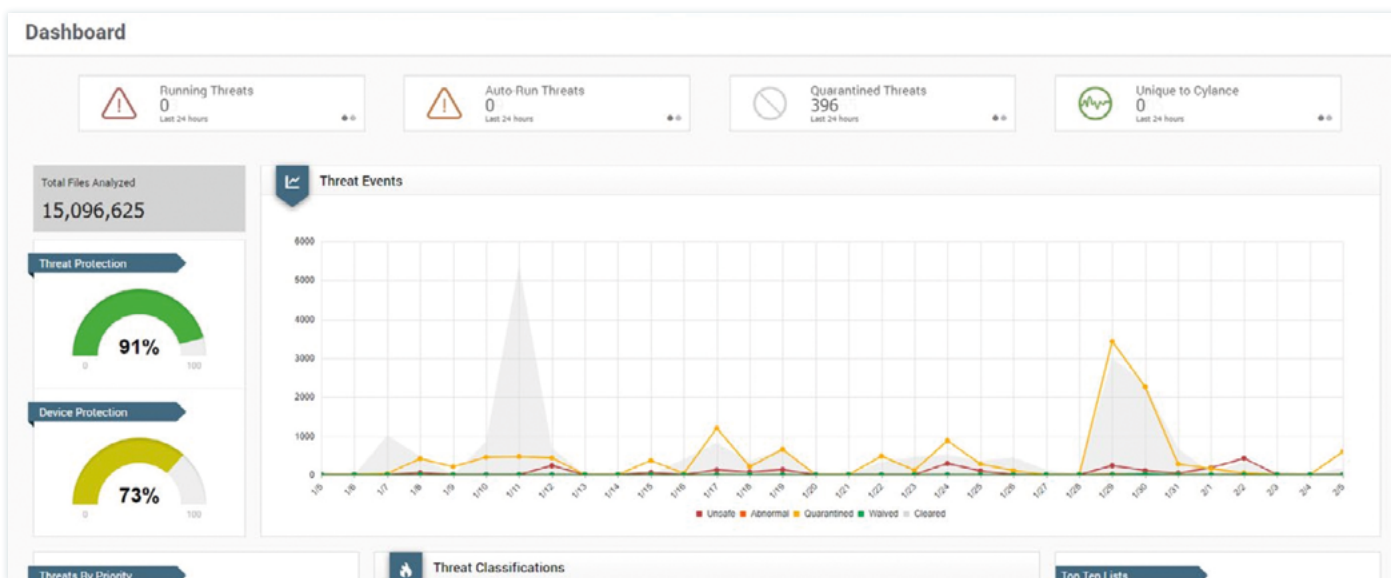 Dashboard
Running Threats
0
Last 24 hours
Auto-Run Threats
0
Last 24 hours
Quarantined Threats
396
Last 24 hours
Unique to Cylance
0
Last 24 hours
Total Files Analyzed
15,096,625
Threat Protection
91%
0
100
Device Protection
73%
0
100
Threat Events
6000
5000
4000
3000
2000
1000
0
1/5
1/6
1/7
1/8
1/9
1/10
1/11
1/12
1/13
1/14
1/15
1/16
1/17
1/18
1/19
1/20
1/21
1/22
1/23
1/24
1/25
1/26
1/27
1/28
1/29
1/30
1/31
2/1
2/2
2/3
2/4
2/5
Unsafe Abnormal Quarantined Waived Cleared
Threats By Priority
Threat Classifications
Top Ten Lists